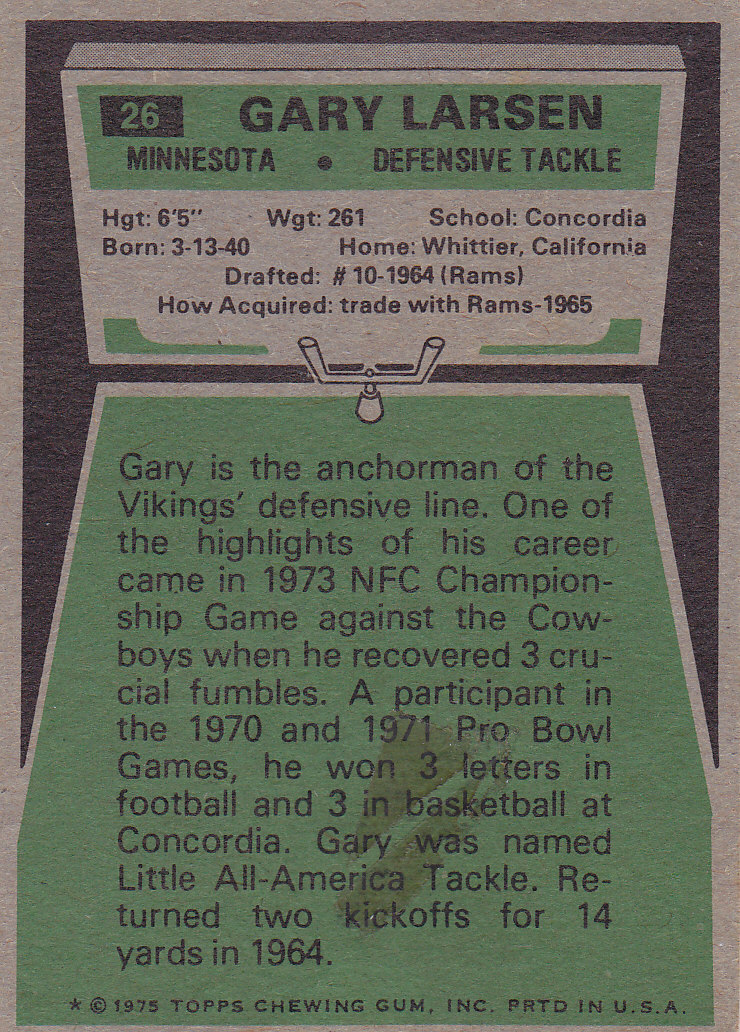 26 GARY LARSEN
MINNESOTA • DEFENSIVE TACKLE
Hgt: 6'5" Wgt: 261 School: Concordia
Born: 3-13-40 Home: Whittier, California
Drafted: #10-1964 (Rams)
How Acquired: trade with Rams-1965
Gary is the anchorman of the
Vikings' defensive line. One of
the highlights of his career
came in 1973 NFC Champion-
ship Game against the Cow-
boys when he recovered 3 cru-
cial fumbles. A participant in
the 1970 and 1971 Pro Bowl
Games, he won 3 letters in
football and 3 in basketball at
Concordia. Gary was named
Little All-America Tackle. Re-
turned two kickoffs for 14
yards in 1964.
* © 1975 TOPPS CHEWING GUM, INC. PRTD IN U.S.A.